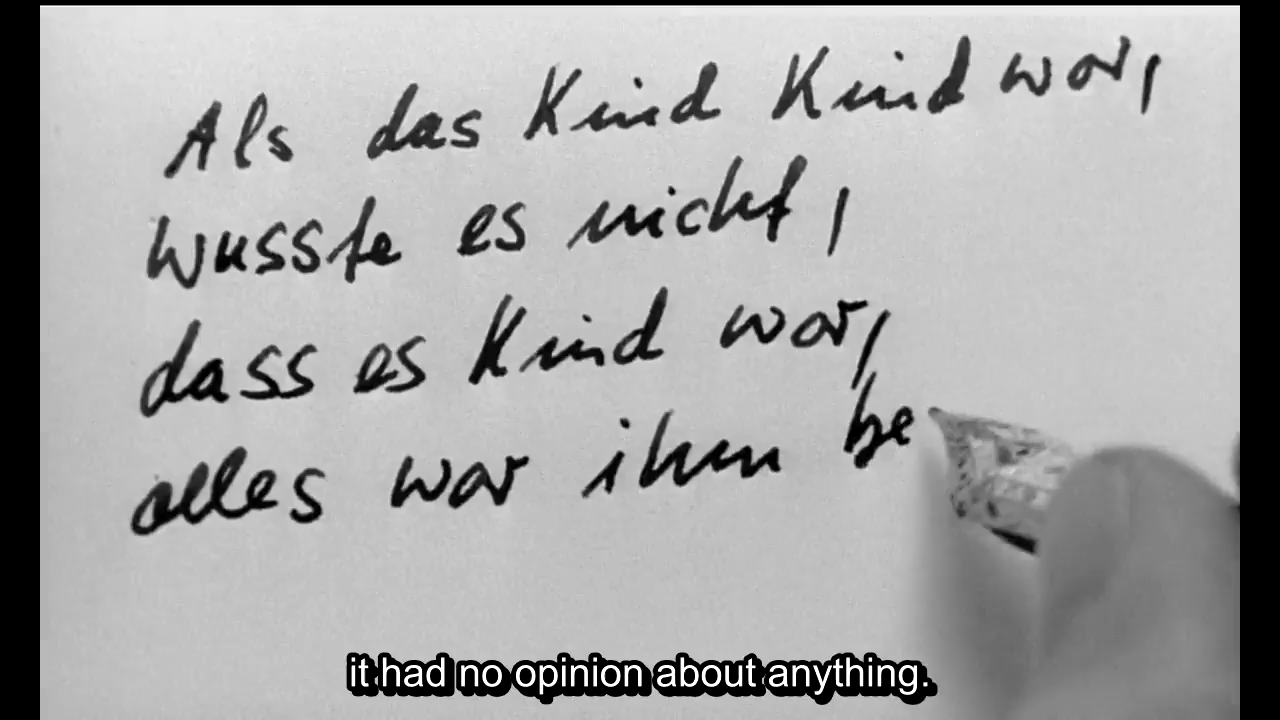 Als das Kind Kind war,
wusste es nicht,
dass es Kind war,
alles war ihm be
it had no opinion about anything.